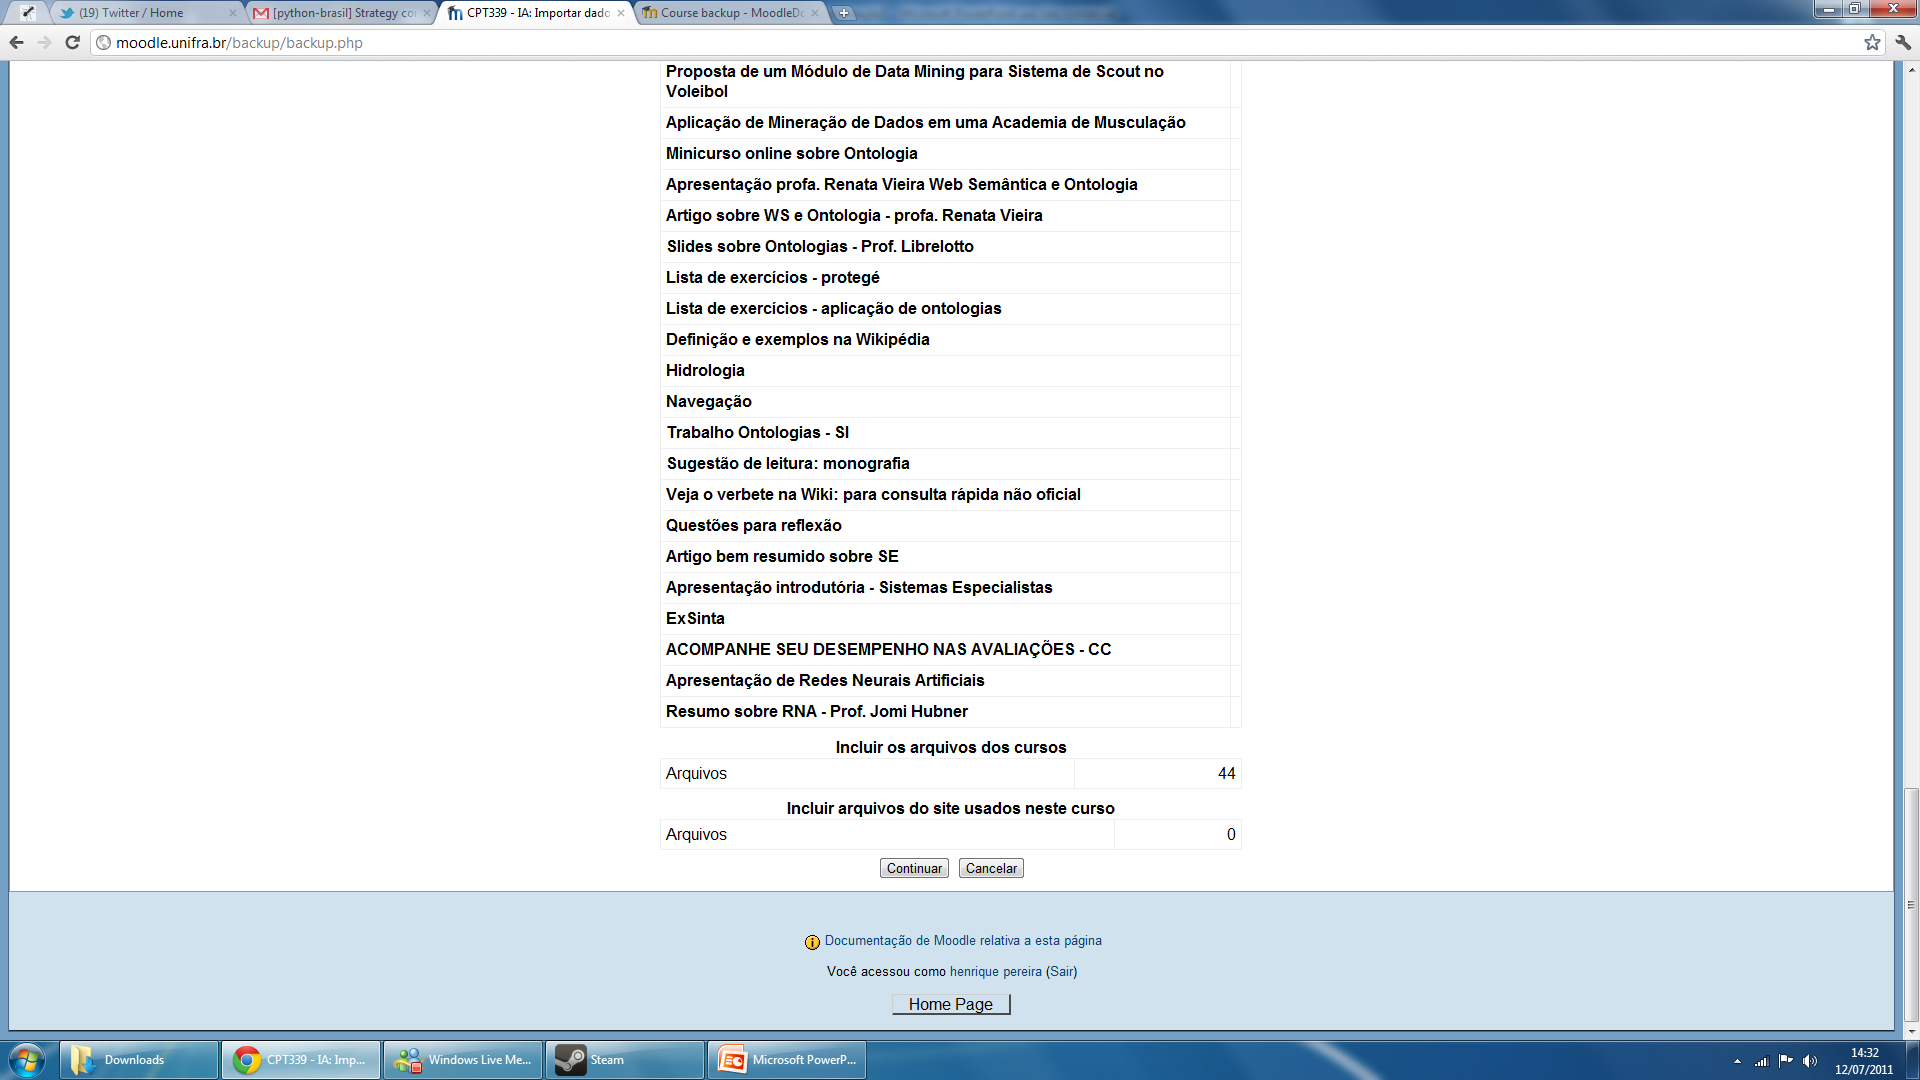 (19) Twitter / Home
[python-brasil] Strategy co
CPT339 - IA: Importar dado
Course backup - MoodleDo
moodle.unifra.br/backup/backup.php
Proposta de um Módulo de Data Mining para Sistema de Scout no
Voleibol
Aplicação de Mineração de Dados em uma Academia de Musculação
Minicurso online sobre Ontologia
Apresentação profa. Renata Vieira Web Semântica e Ontologia
Artigo sobre WS e Ontologia - profa. Renata Vieira
Slides sobre Ontologias - Prof. Librelotto
Lista de exercícios - protegé
Lista de exercícios - aplicação de ontologias
Definição e exemplos na Wikipédia
Hidrologia
Navegação
Trabalho Ontologias - SI
Sugestão de leitura: monografia
Veja o verbete na Wiki: para consulta rápida não oficial
Questões para reflexão
Artigo bem resumido sobre SE
Apresentação introdutória - Sistemas Especialistas
ExSinta
ACOMPANHE SEU DESEMPENHO NAS AVALIAÇÕES - CC
Apresentação de Redes Neurais Artificiais
Resumo sobre RNA - Prof. Jomi Hubner
Incluir os arquivos dos cursos
Arquivos 44
Incluir arquivos do site usados neste curso
Arquivos 0
Continuar Cancelar
Documentação de Moodle relativa a esta página
Você acessou como henrique pereira (Sair)
Home Page
Downloads
CPT339 - IA: Imp...
Windows Live Me...
Steam
Microsoft PowerP...
14:32
12/07/2011